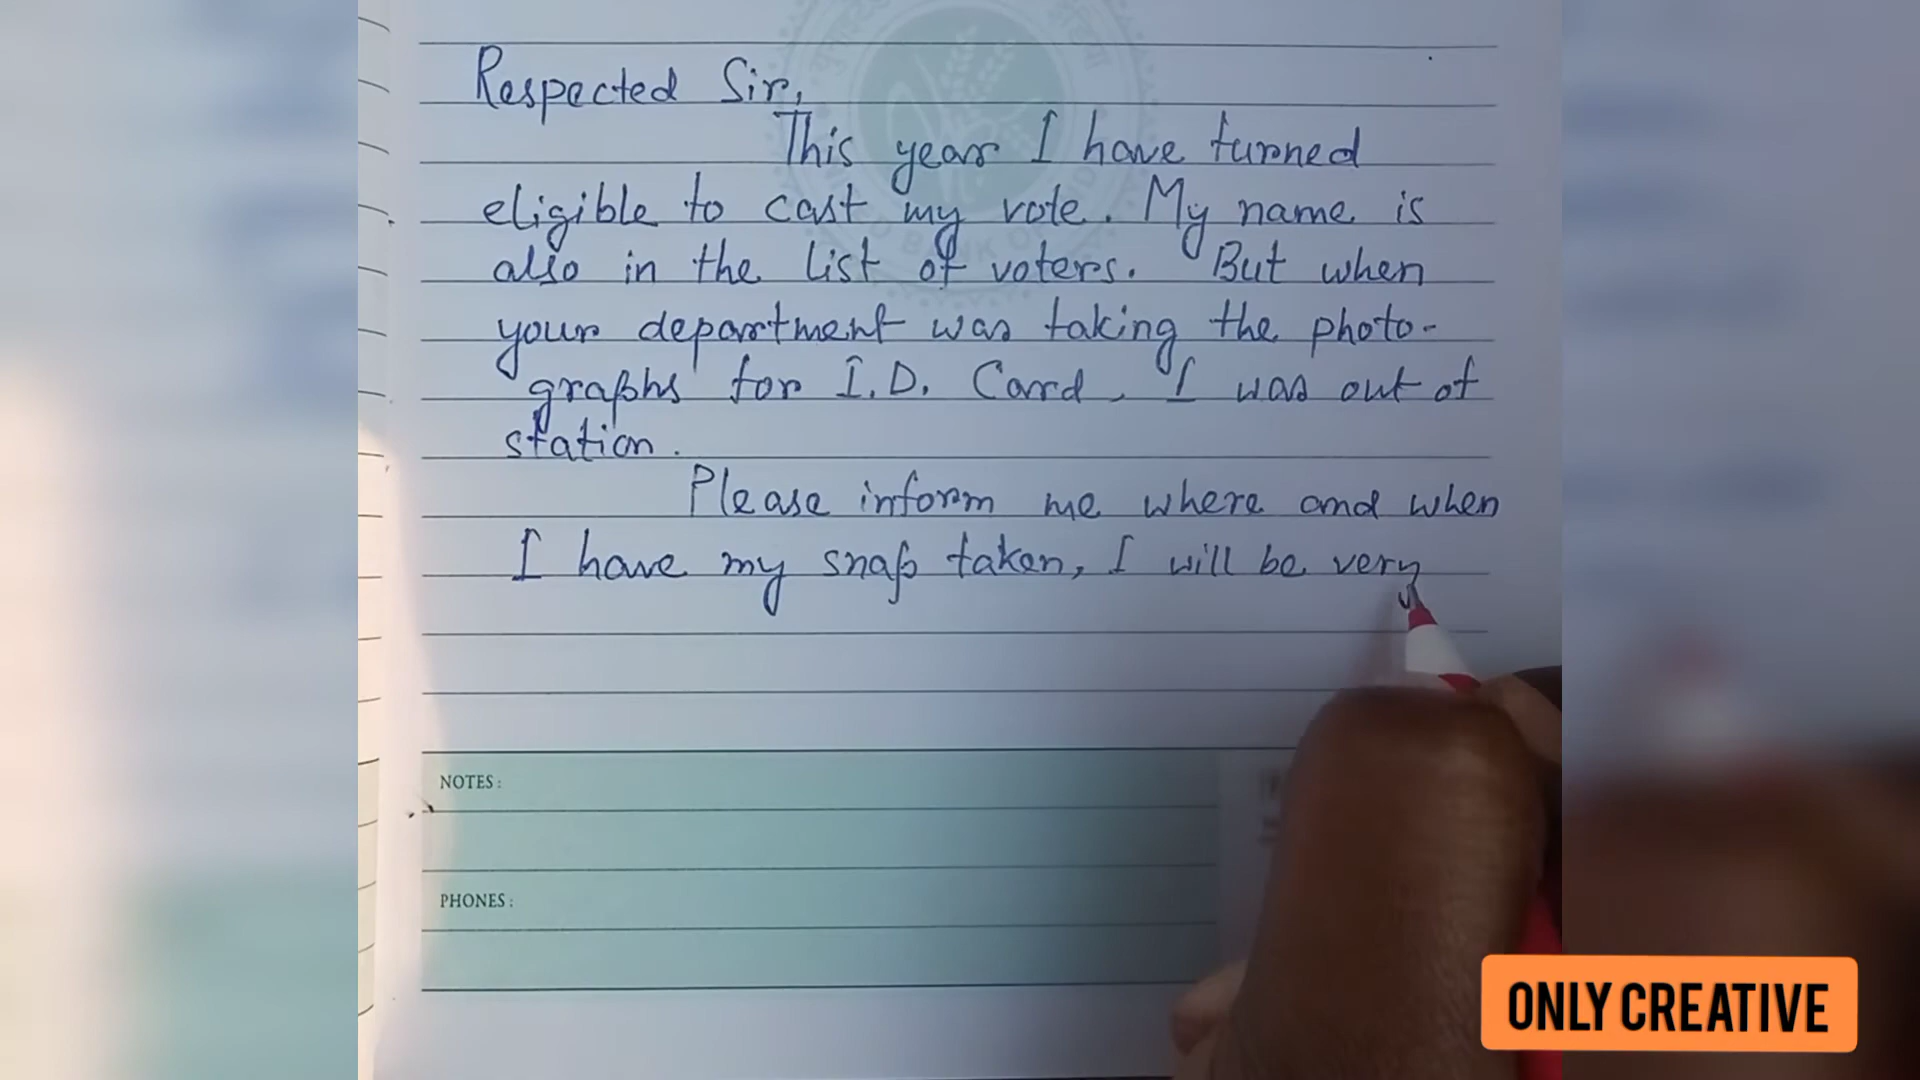 Respected Sir,
This year I have turned
eligible to cast my vote. My name is
also in the list of voters. But when
your department was taking the photo-
graphs for I.D. Card, I was out of
station.
Please inform me where and when
I have my snap taken, I will be very
NOTES:
PHONES:
ONLY CREATIVE